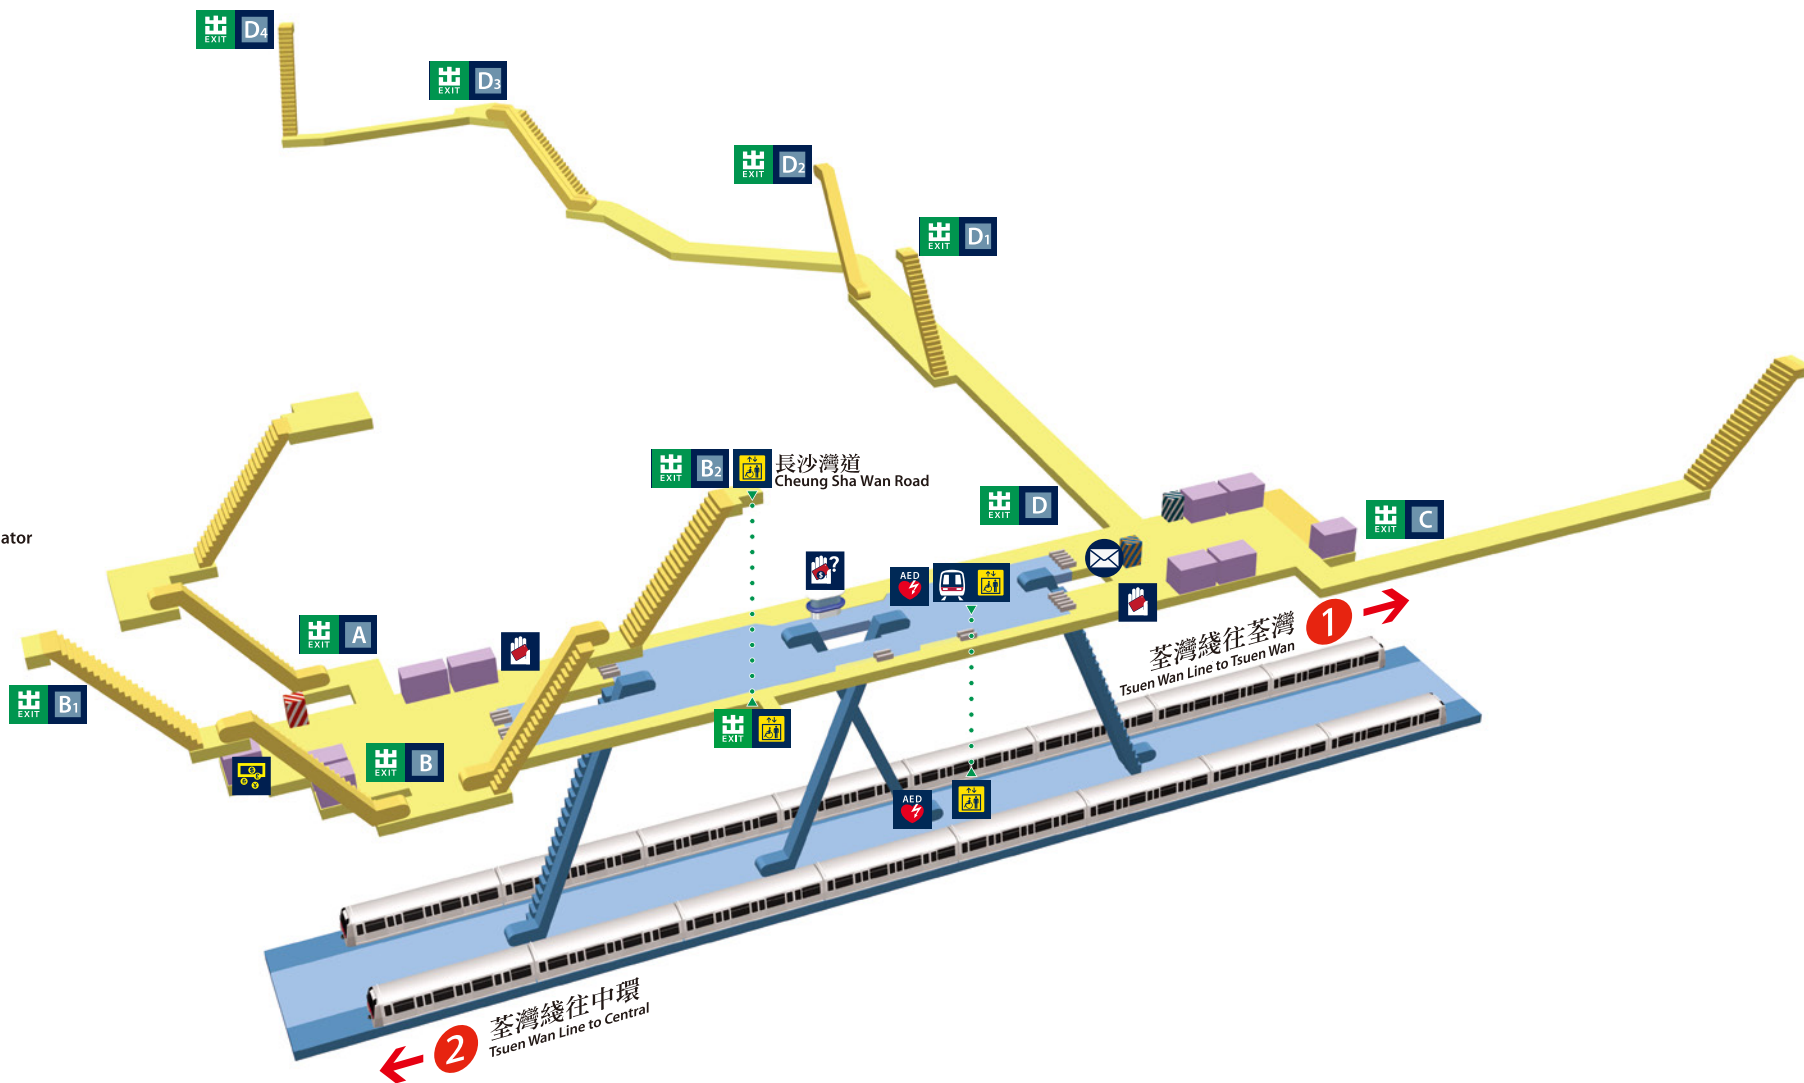 出 EXIT D4
出 EXIT D3
出 EXIT D2
出 EXIT D1
出 EXIT B2 長沙灣道
Cheung Sha Wan Road
出 EXIT D
出 EXIT C
ator
?
$
AED
出 EXIT A
荃灣綫往荃灣 1
Tsuen Wan Line to Tsuen Wan
出 EXIT B1
出 EXIT
出 EXIT B
AED
荃灣綫往中環
2 Tsuen Wan Line to Central